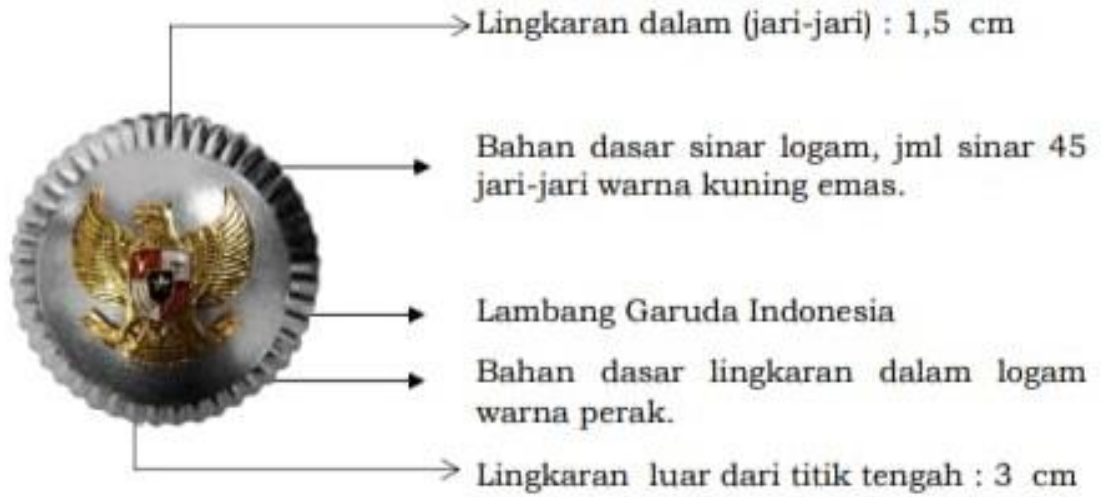 Lingkaran dalam (jari-jari) : 1,5 cm
Bahan dasar sinar logam, jml sinar 45
jari-jari warna kuning emas.
Lambang Garuda Indonesia
Bahan dasar lingkaran dalam logam
warna perak.
Lingkaran luar dari titik tengah : 3 cm